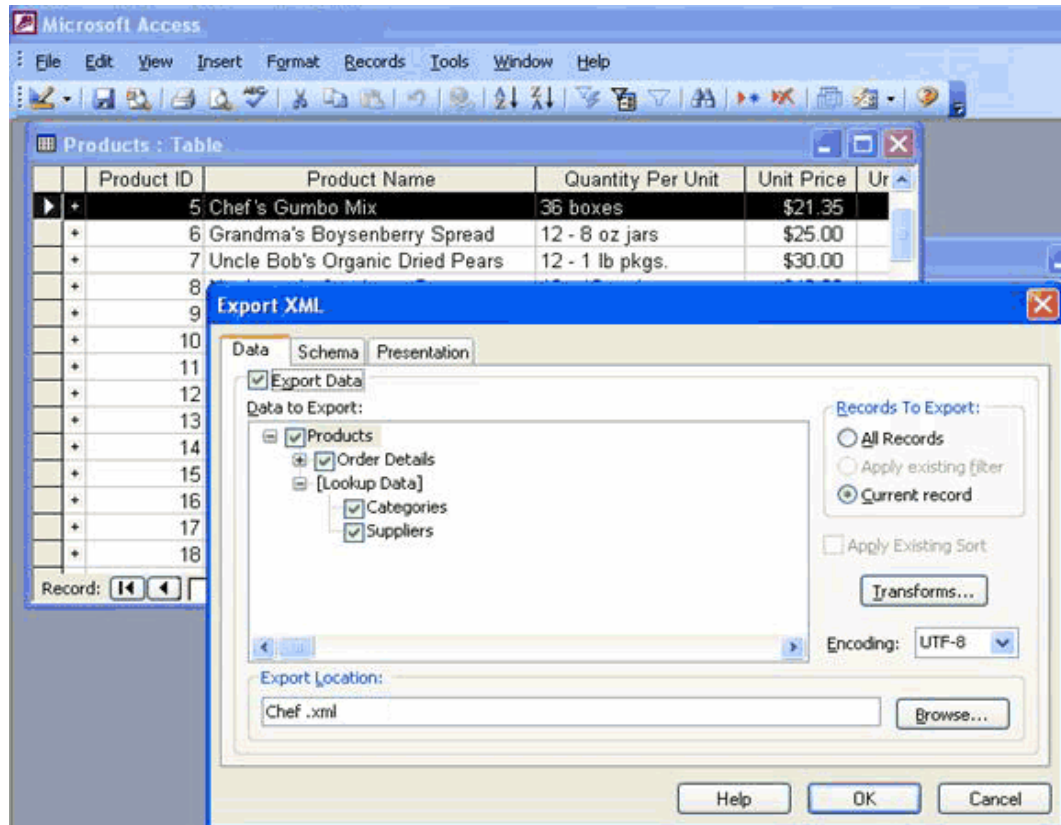 Microsoft Access
File Edit View Insert Format Records Tools Window Help
Products : Table
Product ID Product Name Quantity Per Unit Unit Price
5 Chef's Gumbo Mix 36 boxes $21.35
6 Grandma's Boysenberry Spread 12 - 8 oz jars $25.00
7 Uncle Bob's Organic Dried Pears 12 - 1 lb pkgs. $30.00
8
9
10
11
12
13
14
15
16
17
18
Record:
Export XML
Data Schema Presentation
Export Data
Data to Export:
Products
Order Details
[Lookup Data]
Categories
Suppliers
Records To Export:
All Records
Apply existing filter
Current record
Apply Existing Sort
Transforms...
Encoding: UTF-8
Export Location:
Chef .xml
Browse...
Help OK Cancel